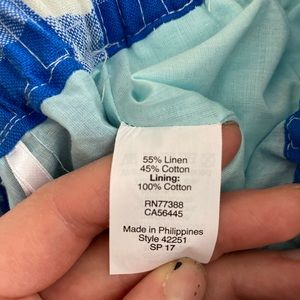 55% Linen
45% Cotton
Lining:
100% Cotton
RN77388
CA56445
Made in Philippines
Style 42251
SP 17